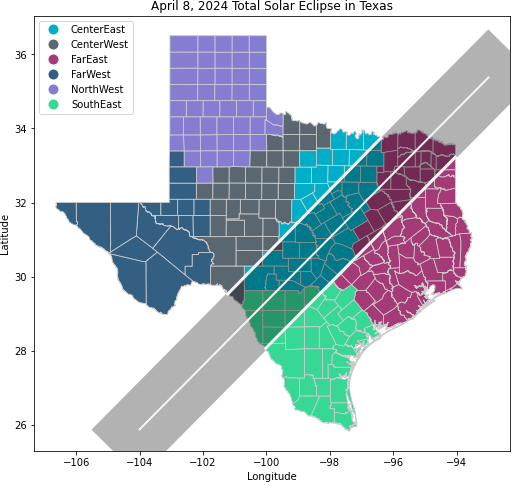 April 8, 2024 Total Solar Eclipse in Texas
CenterEast
CenterWest
FarEast
FarWest
NorthWest
SouthEast
Latitude
36
34
32
30
28
26
−106
−104
−102
−100
−98
−96
−94
Longitude